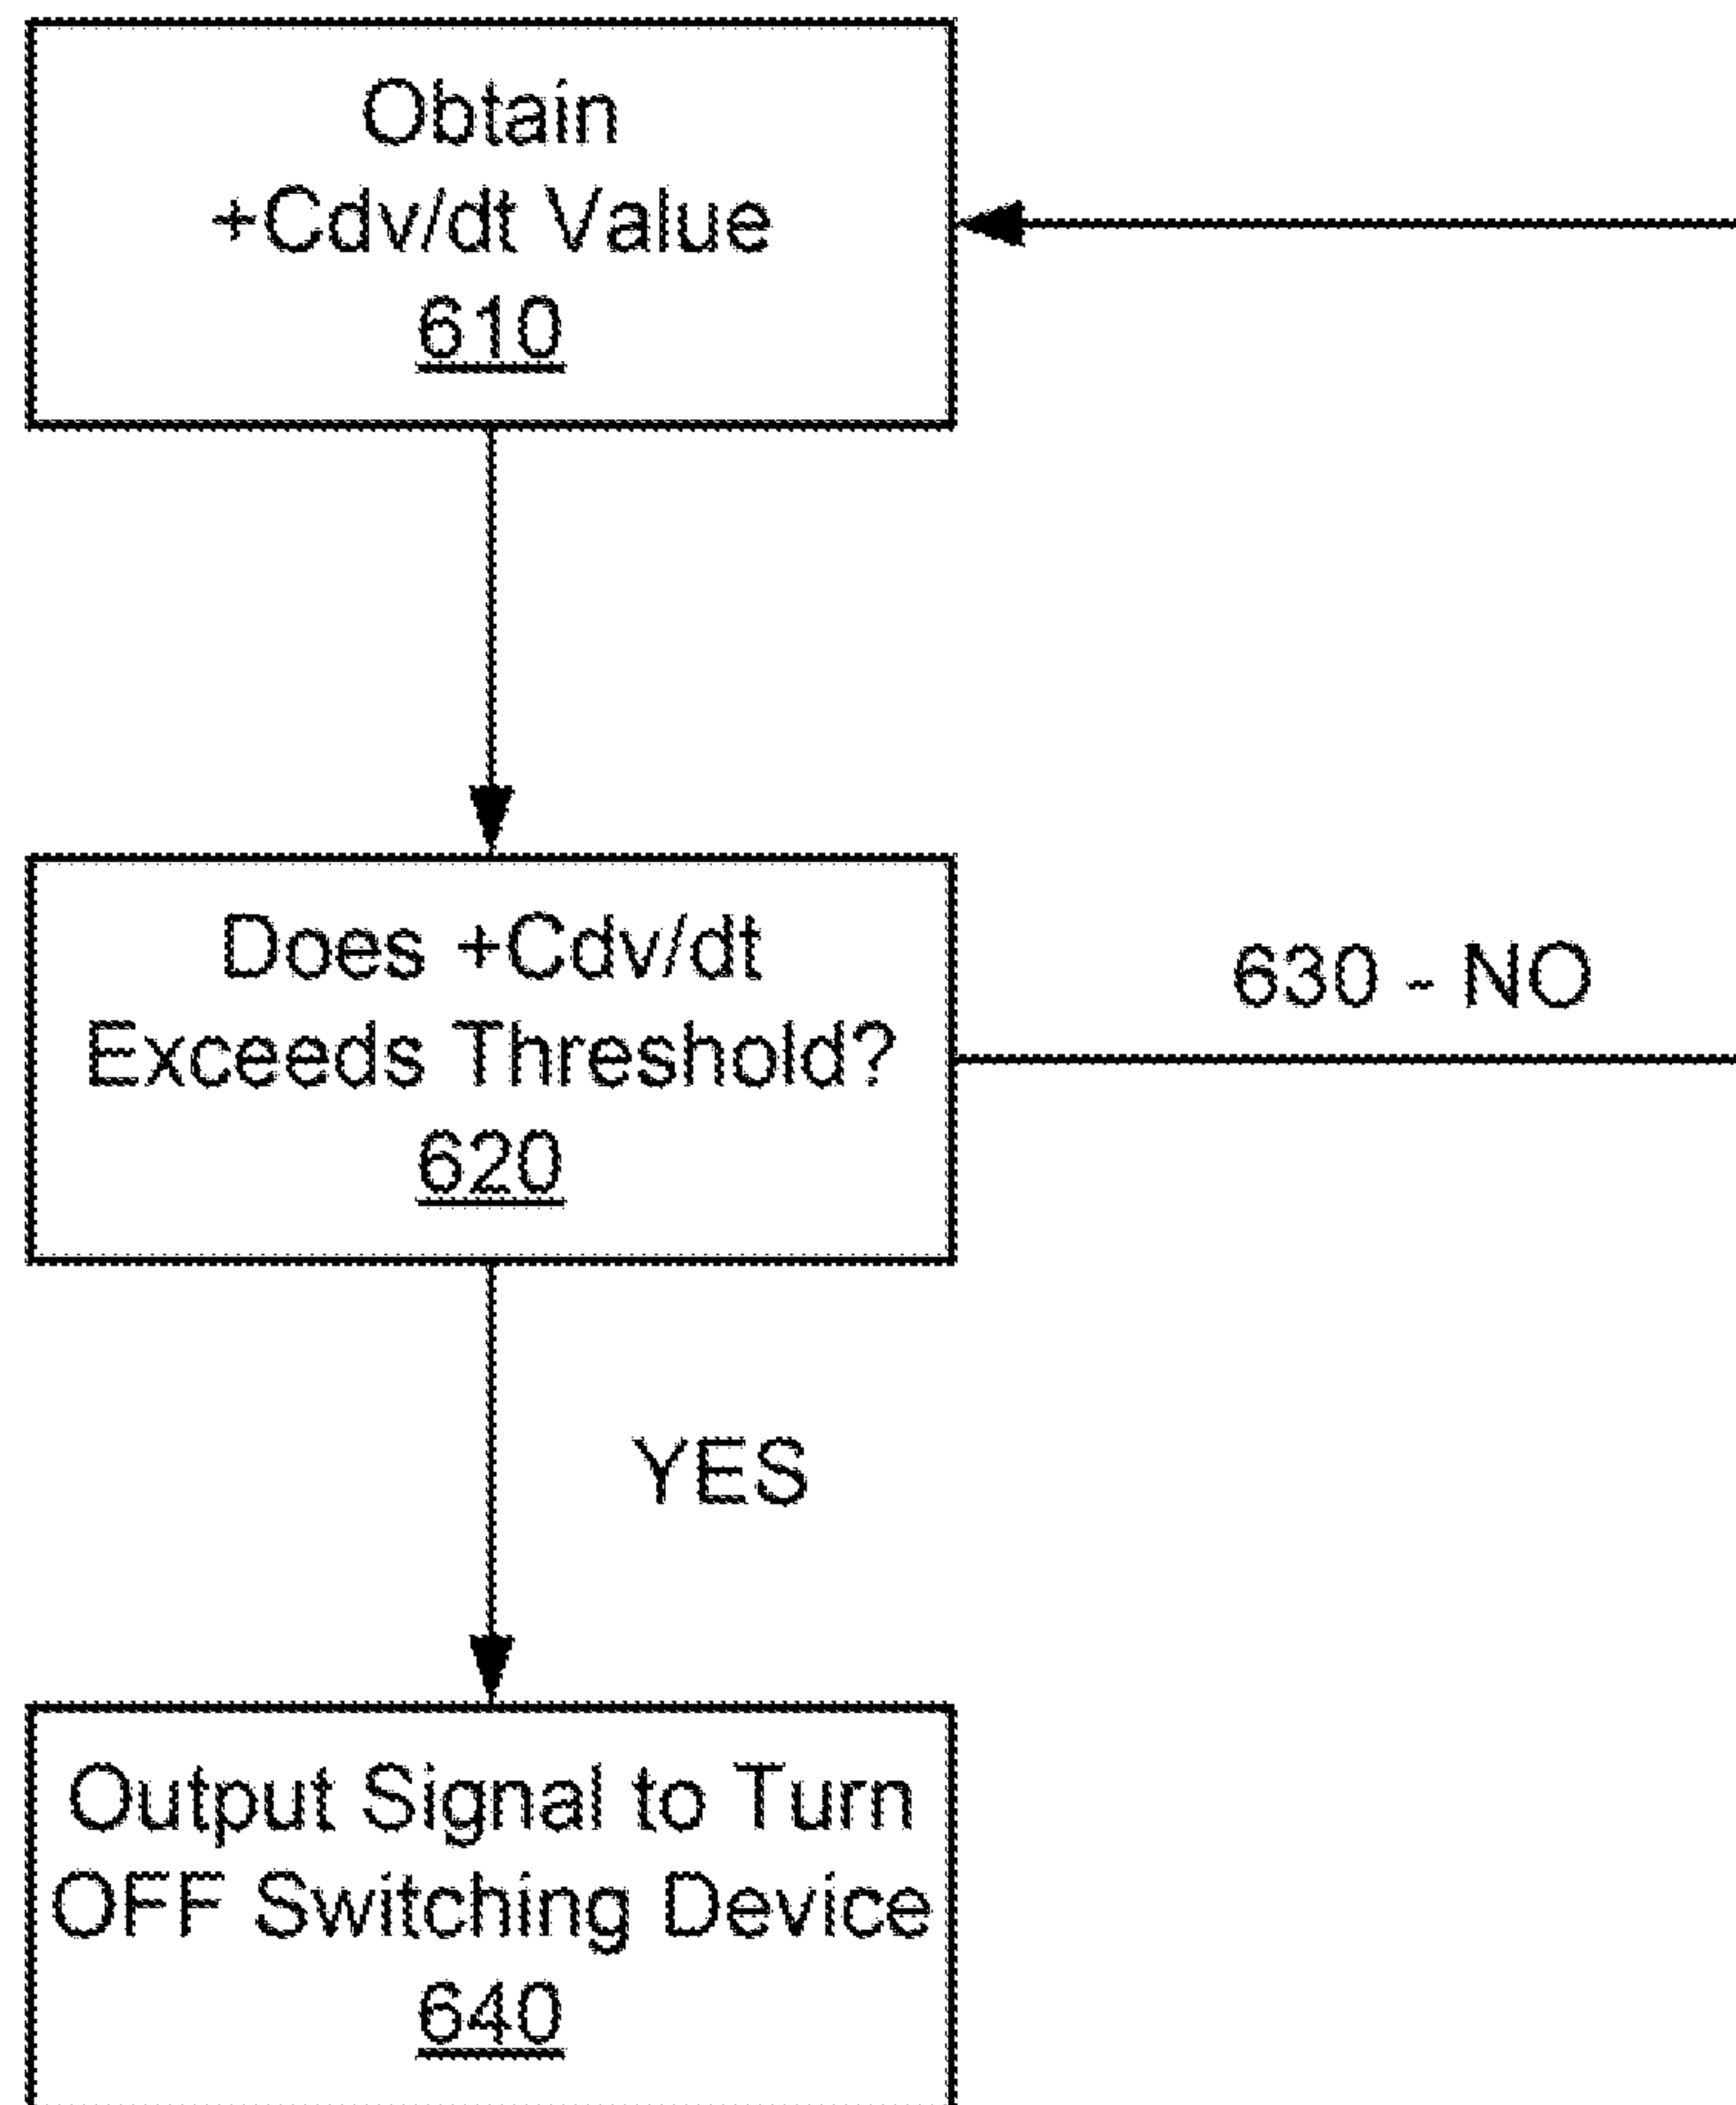 Obtain
+Cdv/dt Value
610
Does +Cdv/dt
Exceeds Threshold?
620
630 - NO
YES
Output Signal to Turn
OFF Switching Device
640